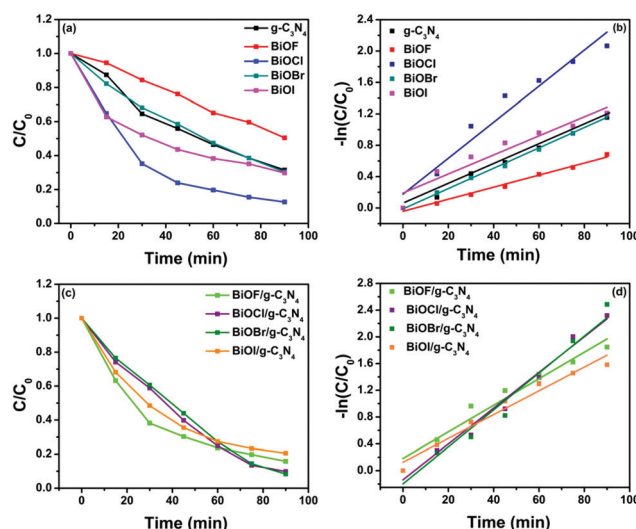 (a)
g-C₃N₄
BiOF
BiOCl
BiOBr
BiOI
C/C₀
1.2
1.0
0.8
0.6
0.4
0.2
0.0
0 20 40 60 80 100
Time (min)
(b)
g-C₃N₄
BiOF
BiOCl
BiOBr
BiOI
-ln(C/C₀)
2.4
1.8
1.2
0.6
0.0
0 20 40 60 80 100
Time (min)
(c)
BiOF/g-C₃N₄
BiOCl/g-C₃N₄
BiOBr/g-C₃N₄
BiOI/g-C₃N₄
C/C₀
1.2
1.0
0.8
0.6
0.4
0.2
0.0
0 20 40 60 80 100
Time (min)
(d)
BiOF/g-C₃N₄
BiOCl/g-C₃N₄
BiOBr/g-C₃N₄
BiOI/g-C₃N₄
-ln(C/C₀)
2.8
2.4
2.0
1.6
1.2
0.8
0.4
0.0
0 20 40 60 80 100
Time (min)